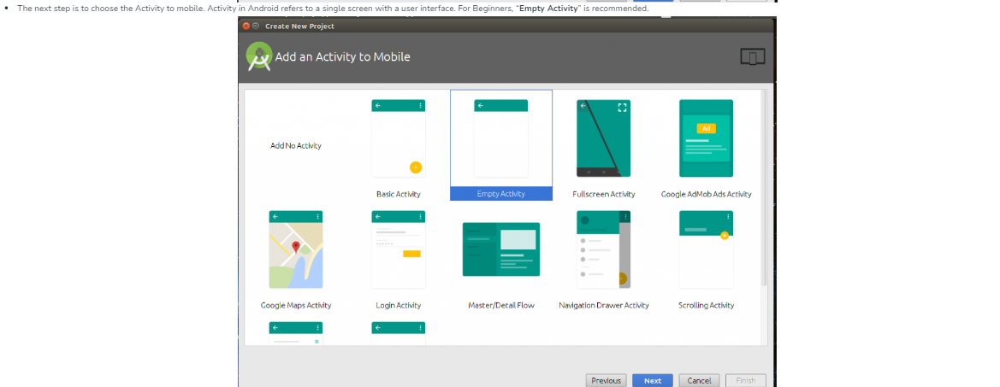 • The next step is to choose the Activity to mobile. Activity in Android refers to a single screen with a user interface. For Beginners, “Empty Activity” is recommended.
Create New Project
Add an Activity to Mobile
Add No Activity
Basic Activity
Empty Activity
Fullscreen Activity
Ad
Google AdMob Ads Activity
Google Maps Activity
Login Activity
Master/Detail Flow
Navigation Drawer Activity
Scrolling Activity
Previous
Next
Cancel
Finish